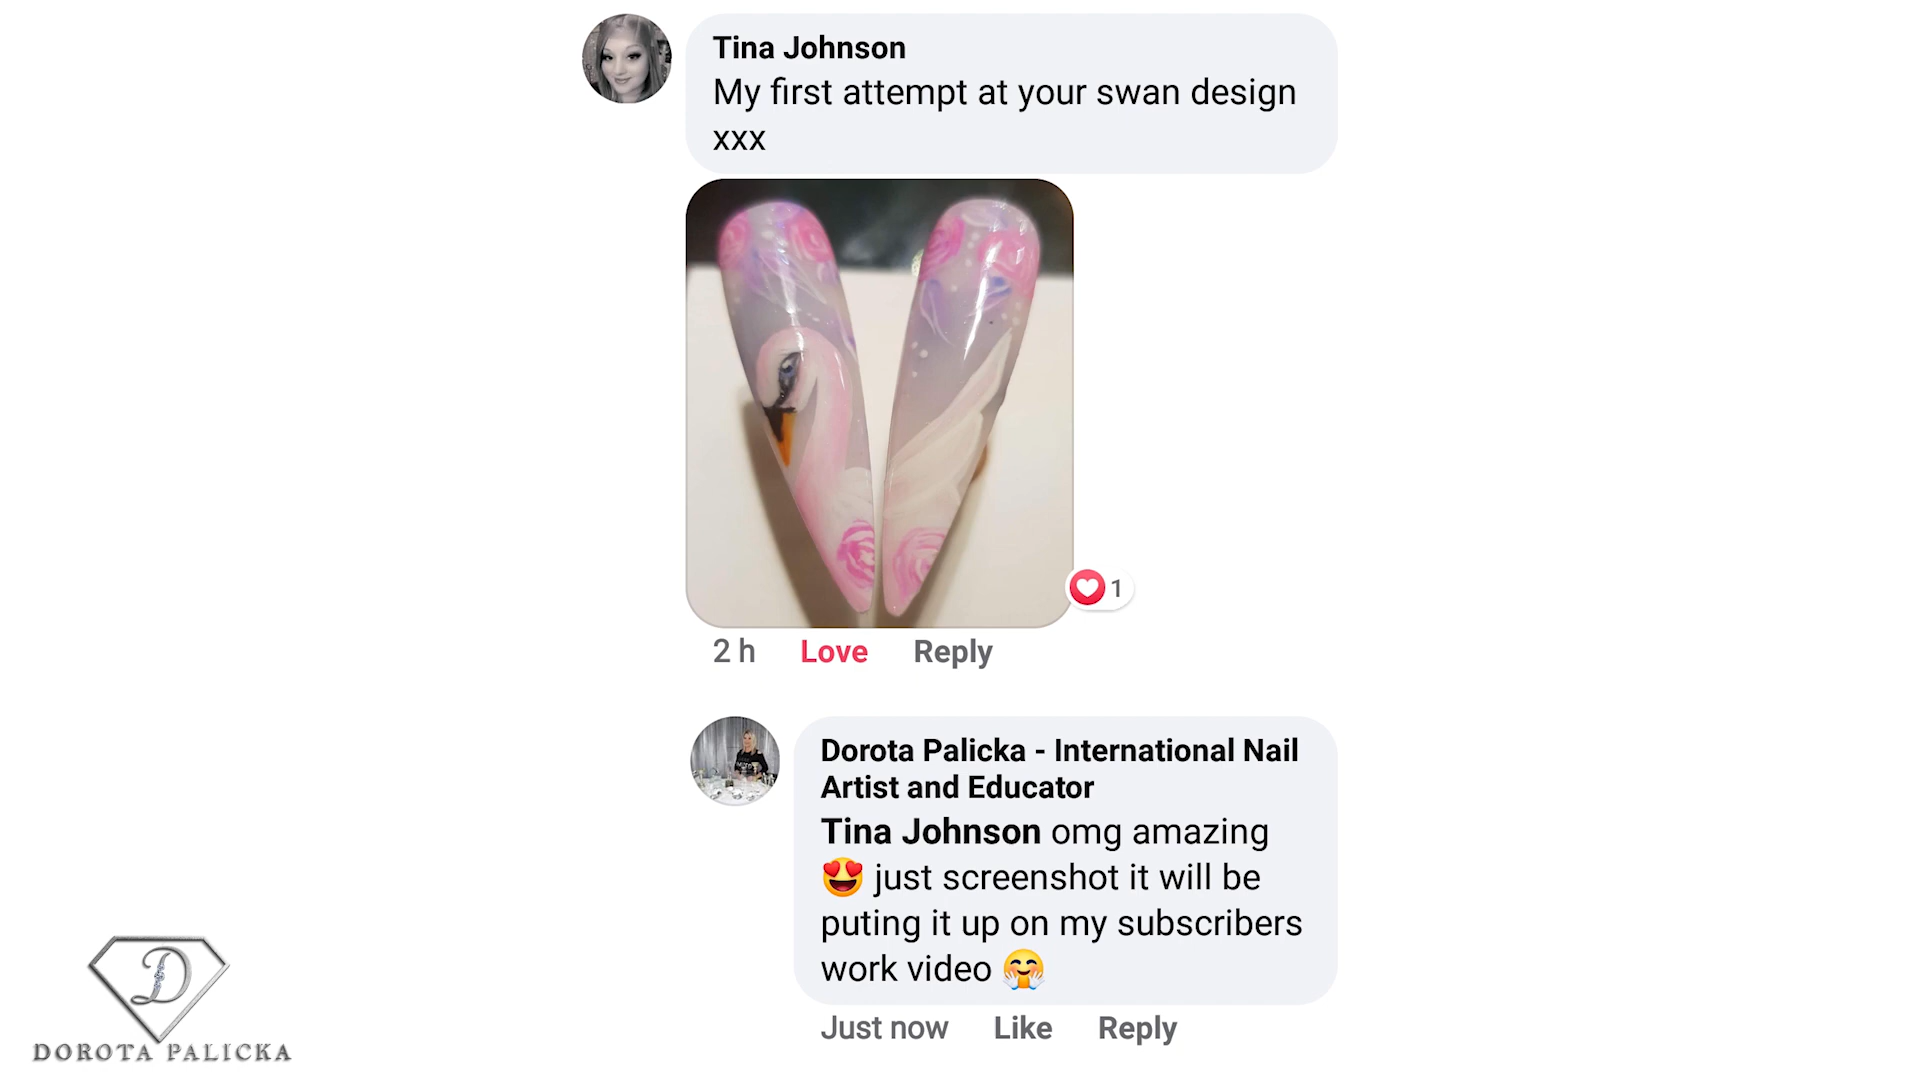 Tina Johnson
My first attempt at your swan design
xxx
1
2 h Love Reply
Dorota Palicka - International Nail
Artist and Educator
Tina Johnson omg amazing
😍 just screenshot it will be
puting it up on my subscribers
work video 🤗
Just now Like Reply
D
DOROTA PALICKA